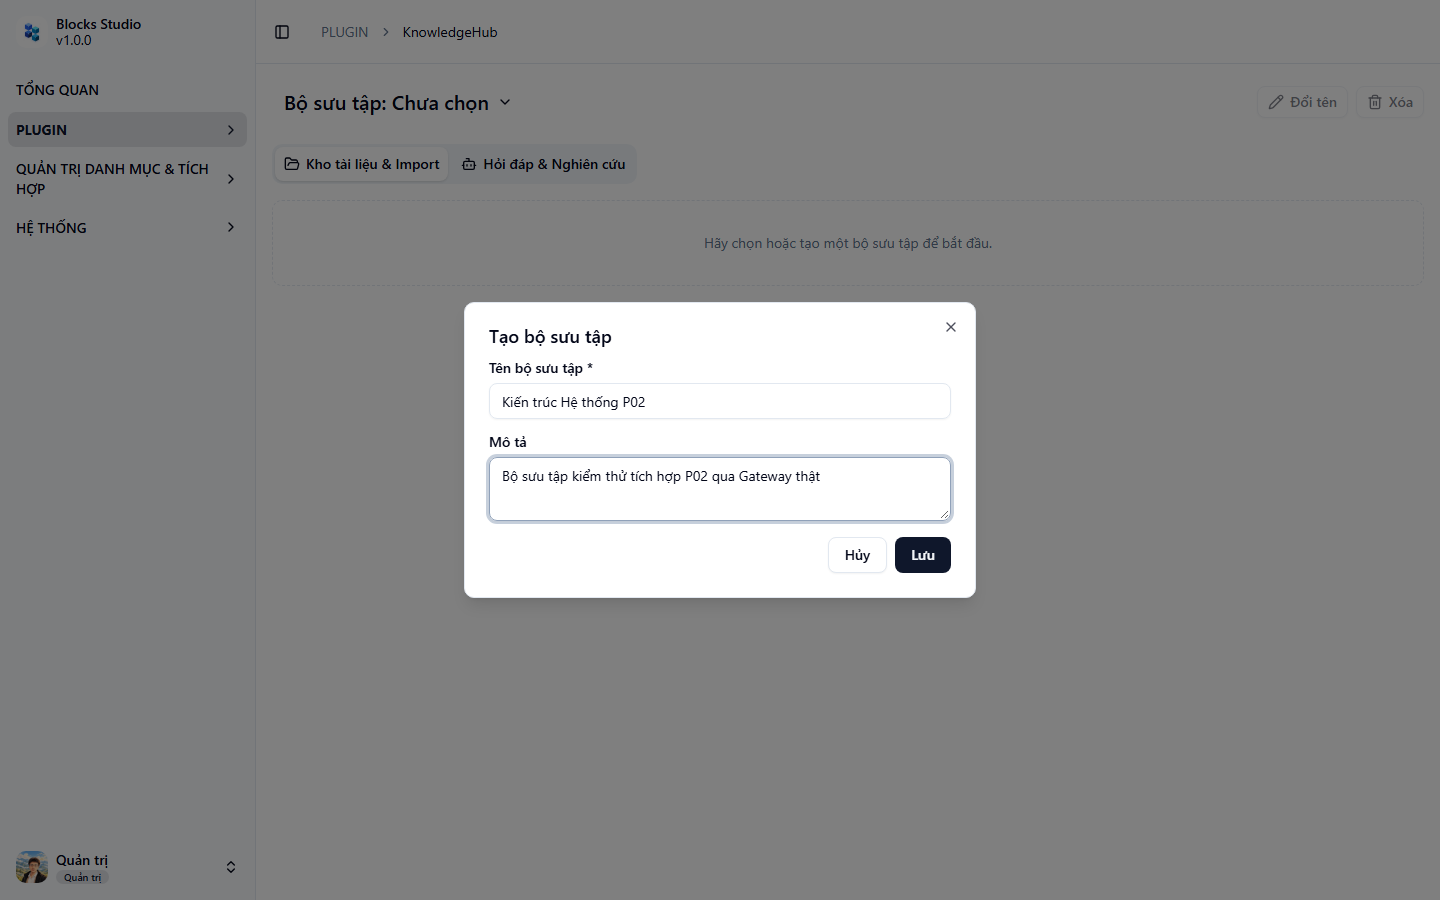 Blocks Studio
v1.0.0
TỔNG QUAN
PLUGIN
QUẢN TRỊ DANH MỤC & TÍCH
HỢP
HỆ THỐNG
PLUGIN KnowledgeHub
Bộ sưu tập: Chưa chọn
Đổi tên
Xóa
Kho tài liệu & Import
Hỏi đáp & Nghiên cứu
Hãy chọn hoặc tạo một bộ sưu tập để bắt đầu.
Tạo bộ sưu tập
Tên bộ sưu tập *
Kiến trúc Hệ thống P02
Mô tả
Bộ sưu tập kiểm thử tích hợp P02 qua Gateway thật
Hủy
Lưu
Quản trị
Quản trị